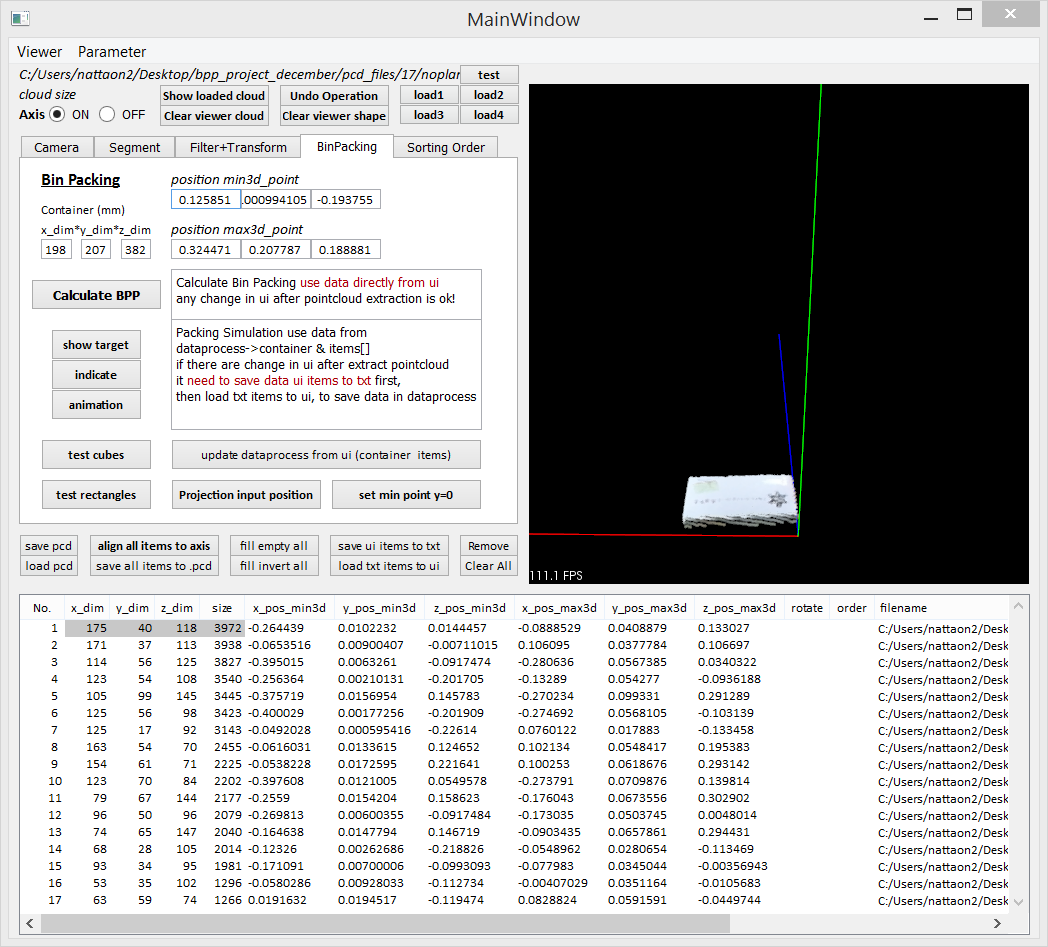 MainWindow
Viewer Parameter
C:/Users/nattaon2/Desktop/bpp_project_december/pcd_files/17/noplan test
cloud size Show loaded cloud Undo Operation load1 load2
Axis ON OFF Clear viewer cloud Clear viewer shape load3 load4
Camera Segment Filter+Transform BinPacking Sorting Order
Bin Packing position min3d_point
0.125851 .000994105 -0.193755
Container (mm)
x_dim*y_dim*z_dim position max3d_point
198 207 382 0.324471 0.207787 0.188881
Calculate BPP
Calculate Bin Packing use data directly from ui
any change in ui after pointcloud extraction is ok!
Packing Simulation use data from
dataprocess->container & items[]
if there are change in ui after extract pointcloud
it need to save data ui items to txt first,
then load txt items to ui, to save data in dataprocess
show target
indicate
animation
test cubes update dataprocess from ui (container items)
test rectangles Projection input position set min point y=0
save pcd align all items to axis fill empty all save ui items to txt Remove
load pcd save all items to .pcd fill invert all load txt items to ui Clear All
111.1 FPS
No. x_dim y_dim z_dim size x_pos_min3d y_pos_min3d z_pos_min3d x_pos_max3d y_pos_max3d z_pos_max3d rotate order filename
1 175 40 118 3972 -0.264439 0.0102232 0.0144457 -0.0888529 0.0408879 0.133027 C:/Users/nattaon2/Desk
2 171 37 113 3938 -0.0653516 0.00900407 -0.00711015 0.106095 0.0377784 0.106697 C:/Users/nattaon2/Desk
3 114 56 125 3827 -0.395015 0.0063261 -0.0917474 -0.280636 0.0567385 0.0340322 C:/Users/nattaon2/Desk
4 123 54 108 3540 -0.256364 0.00210131 -0.201705 -0.13289 0.054277 -0.0936188 C:/Users/nattaon2/Desk
5 105 99 145 3445 -0.375719 0.0156954 0.145783 -0.270234 0.099331 0.291289 C:/Users/nattaon2/Desk
6 125 56 98 3423 -0.400029 0.00177256 -0.201909 -0.274692 0.0568105 -0.103139 C:/Users/nattaon2/Desk
7 125 17 92 3143 -0.0492028 0.000595416 -0.22614 0.0760122 0.017883 -0.133458 C:/Users/nattaon2/Desk
8 163 54 70 2455 -0.0616031 0.0133615 0.124652 0.102134 0.0548417 0.195383 C:/Users/nattaon2/Desk
9 154 61 71 2225 -0.0538228 0.0172595 0.221641 0.100253 0.0618676 0.293142 C:/Users/nattaon2/Desk
10 123 70 84 2202 -0.397608 0.0121005 0.0549578 -0.273791 0.0709876 0.139814 C:/Users/nattaon2/Desk
11 79 67 144 2177 -0.2559 0.0154204 0.158623 -0.176043 0.0673556 0.302902 C:/Users/nattaon2/Desk
12 96 50 96 2079 -0.269813 0.00600355 -0.0917484 -0.173035 0.0503745 0.0048014 C:/Users/nattaon2/Desk
13 74 65 147 2040 -0.164638 0.0147794 0.146719 -0.0903435 0.0657861 0.294431 C:/Users/nattaon2/Desk
14 68 28 105 2014 -0.12326 0.00262686 -0.218826 -0.0548962 0.0280654 -0.113469 C:/Users/nattaon2/Desk
15 93 34 95 1981 -0.171091 0.00700006 -0.0993093 -0.077983 0.0345044 -0.00356943 C:/Users/nattaon2/Desk
16 53 35 102 1296 -0.0580286 0.00928033 -0.112734 -0.00407029 0.0351164 -0.0105683 C:/Users/nattaon2/Desk
17 63 59 74 1266 0.0191632 0.0194517 -0.119474 0.0828824 0.0591591 -0.0449744 C:/Users/nattaon2/Desk